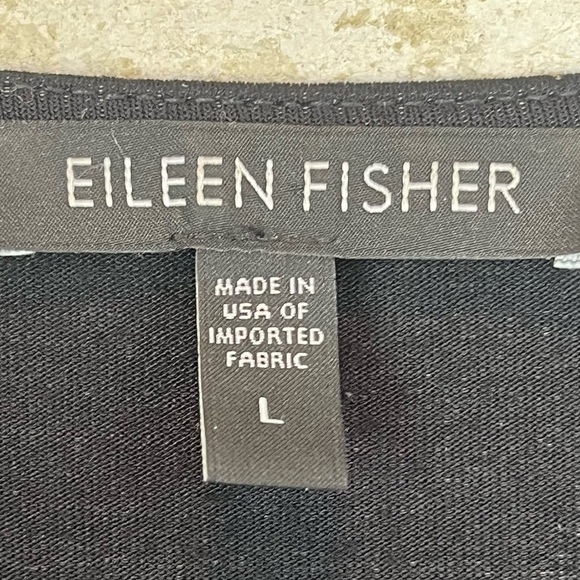 EILEEN FISHER
MADE IN
USA OF
IMPORTED
FABRIC
L